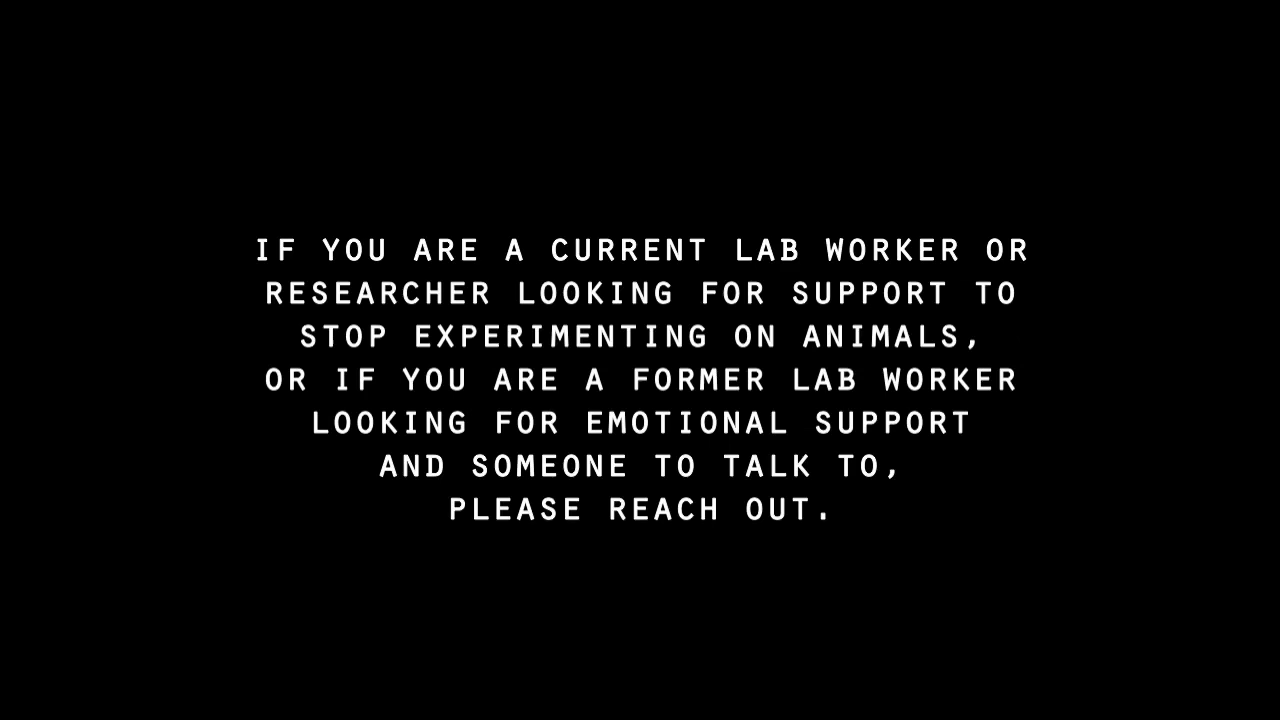 IF YOU ARE A CURRENT LAB WORKER OR
RESEARCHER LOOKING FOR SUPPORT TO
STOP EXPERIMENTING ON ANIMALS,
OR IF YOU ARE A FORMER LAB WORKER
LOOKING FOR EMOTIONAL SUPPORT
AND SOMEONE TO TALK TO,
PLEASE REACH OUT.